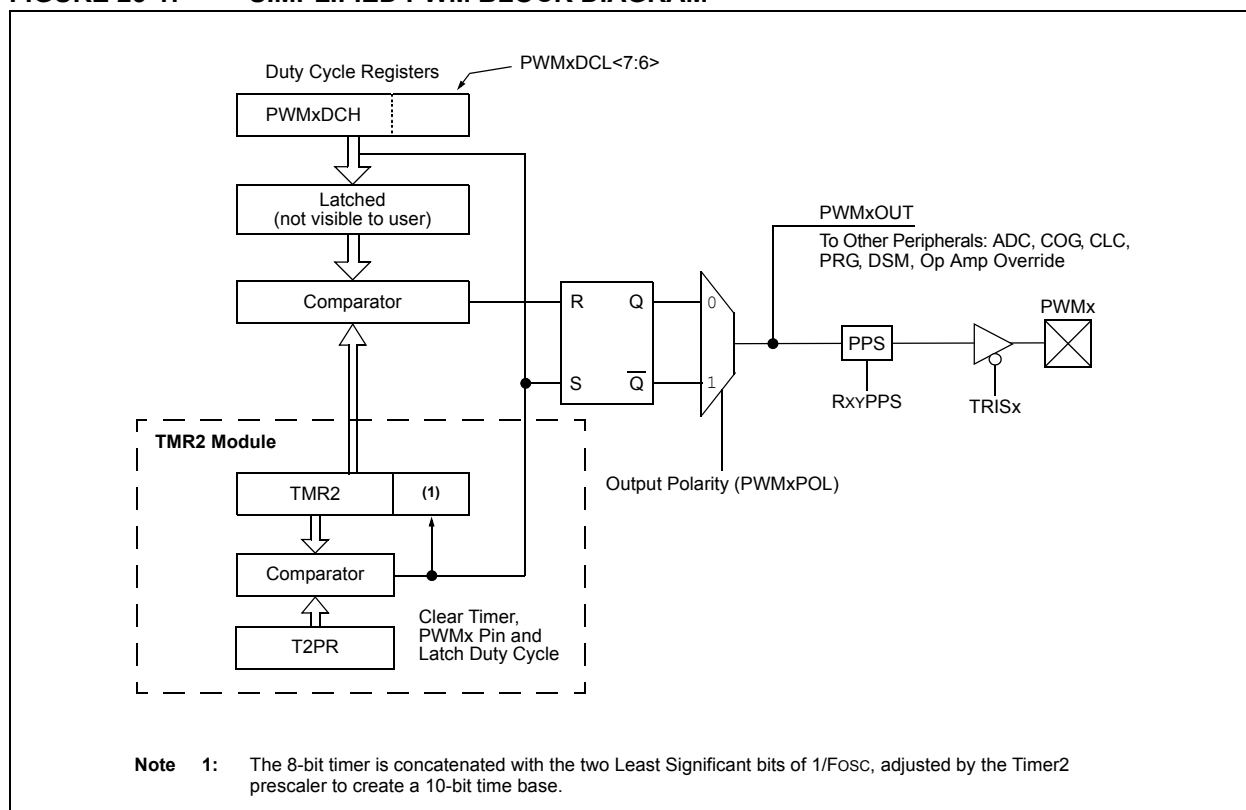 Duty Cycle Registers
PWMxDCL<7:6>
PWMxDCH
Latched
(not visible to user)
Comparator
R Q
S Q
0
1
PWMxOUT
To Other Peripherals: ADC, COG, CLC,
PRG, DSM, Op Amp Override
PWMx
PPS
RxyPPS
TRISx
Output Polarity (PWMxPOL)
TMR2 Module
TMR2 (1)
Comparator
T2PR
Clear Timer,
PWMx Pin and
Latch Duty Cycle
Note 1: The 8-bit timer is concatenated with the two Least Significant bits of 1/FOSC, adjusted by the Timer2
prescaler to create a 10-bit time base.